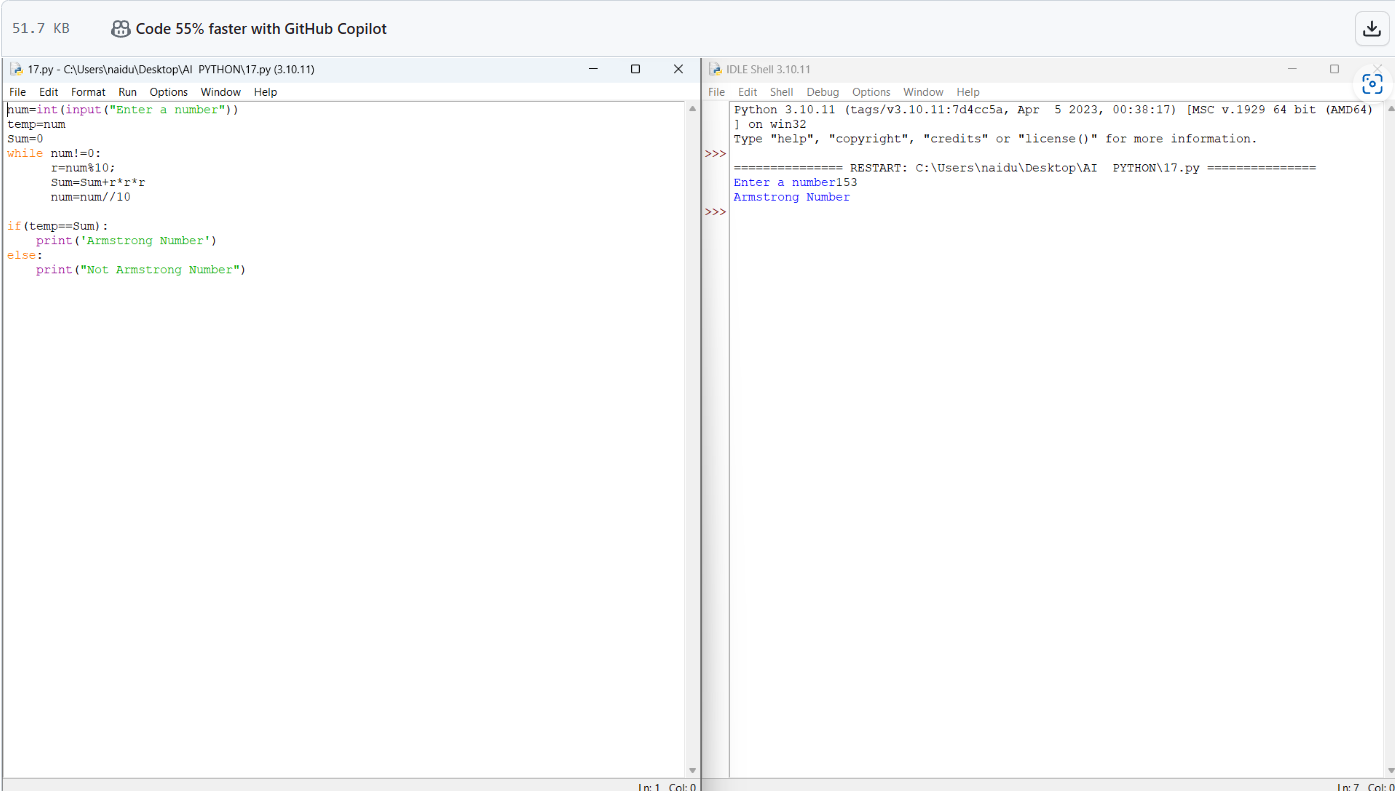 51.7 KB
Code 55% faster with GitHub Copilot
17.py - C:\Users\naidu\Desktop\AI  PYTHON\17.py (3.10.11)
File Edit Format Run Options Window Help
num=int(input("Enter a number"))
temp=num
Sum=0
while num!=0:
      r=num%10;
      Sum=Sum+r*r*r
      num=num//10
if(temp==Sum):
    print('Armstrong Number')
else:
    print("Not Armstrong Number")
Ln: 1 Col: 0
IDLE Shell 3.10.11
File Edit Shell Debug Options Window Help
Python 3.10.11 (tags/v3.10.11:7d4cc5a, Apr  5 2023, 00:38:17) [MSC v.1929 64 bit (AMD64)
] on win32
Type "help", "copyright", "credits" or "license()" for more information.
>>>
=============== RESTART: C:\Users\naidu\Desktop\AI  PYTHON\17.py ===============
Enter a number153
Armstrong Number
>>>
Ln: 7 Col: 0